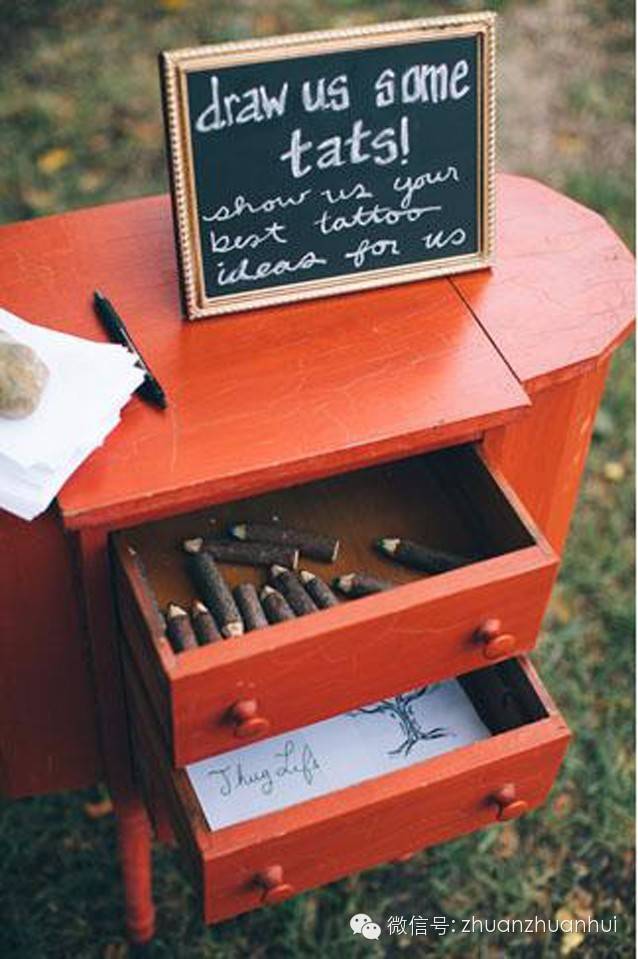 draw us some
tats!
show us your
best tattoo
ideas for us
Thug Life
微信号: zhuanzhuanhui